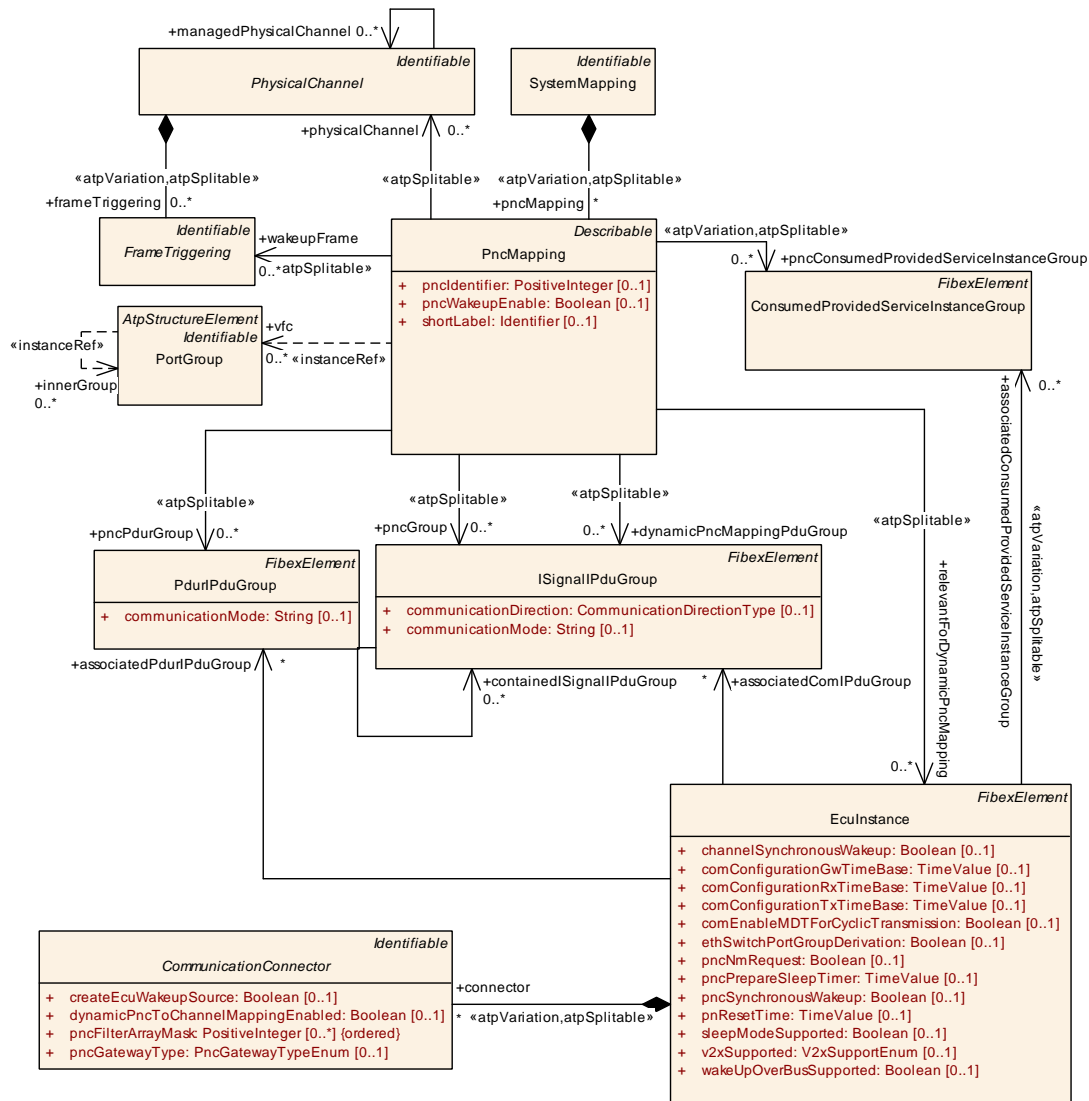 +managedPhysicalChannel 0..*
Identifiable
PhysicalChannel
Identifiable
SystemMapping
+physicalChannel 0..*
«atpVariation,atpSplitable»
«atpSplitable»
«atpVariation,atpSplitable»
+frameTriggering 0..*
+pncMapping *
Identifiable
FrameTriggering
+wakeupFrame
0..* «atpSplitable»
Describable
PncMapping
+ pncIdentifier: PositiveInteger [0..1]
+ pncWakeupEnable: Boolean [0..1]
+ shortLabel: Identifier [0..1]
«atpVariation,atpSplitable»
0..* +pncConsumedProvidedServiceInstanceGroup
FibexElement
ConsumedProvidedServiceInstanceGroup
AtpStructureElement
Identifiable
PortGroup
+vfc
0..* «instanceRef»
«instanceRef»
+innerGroup
0..*
0..*
+associatedConsumedProvidedServiceInstanceGroup
«atpVariation,atpSplitable»
«atpSplitable»
«atpSplitable»
«atpSplitable»
«atpSplitable»
+pncPdurGroup 0..*
+pncGroup 0..*
0..* +dynamicPncMappingPduGroup
FibexElement
PdurIPduGroup
+ communicationMode: String [0..1]
FibexElement
ISignalIPduGroup
+ communicationDirection: CommunicationDirectionType [0..1]
+ communicationMode: String [0..1]
+relevantForDynamicPncMapping
0..*
+associatedPdurIPduGroup *
+containedISignalIPduGroup
0..*
* +associatedComIPduGroup
FibexElement
EcuInstance
+ channelSynchronousWakeup: Boolean [0..1]
+ comConfigurationGwTimeBase: TimeValue [0..1]
+ comConfigurationRxTimeBase: TimeValue [0..1]
+ comConfigurationTxTimeBase: TimeValue [0..1]
+ comEnableMDTForCyclicTransmission: Boolean [0..1]
+ ethSwitchPortGroupDerivation: Boolean [0..1]
+ pncNmRequest: Boolean [0..1]
+ pncPrepareSleepTimer: TimeValue [0..1]
+ pncSynchronousWakeup: Boolean [0..1]
+ pnResetTime: TimeValue [0..1]
+ sleepModeSupported: Boolean [0..1]
+ v2xSupported: V2xSupportEnum [0..1]
+ wakeUpOverBusSupported: Boolean [0..1]
Identifiable
CommunicationConnector
+ createEcuWakeupSource: Boolean [0..1]
+ dynamicPncToChannelMappingEnabled: Boolean [0..1]
+ pncFilterArrayMask: PositiveInteger [0..*] {ordered}
+ pncGatewayType: PncGatewayTypeEnum [0..1]
+connector
* «atpVariation,atpSplitable»